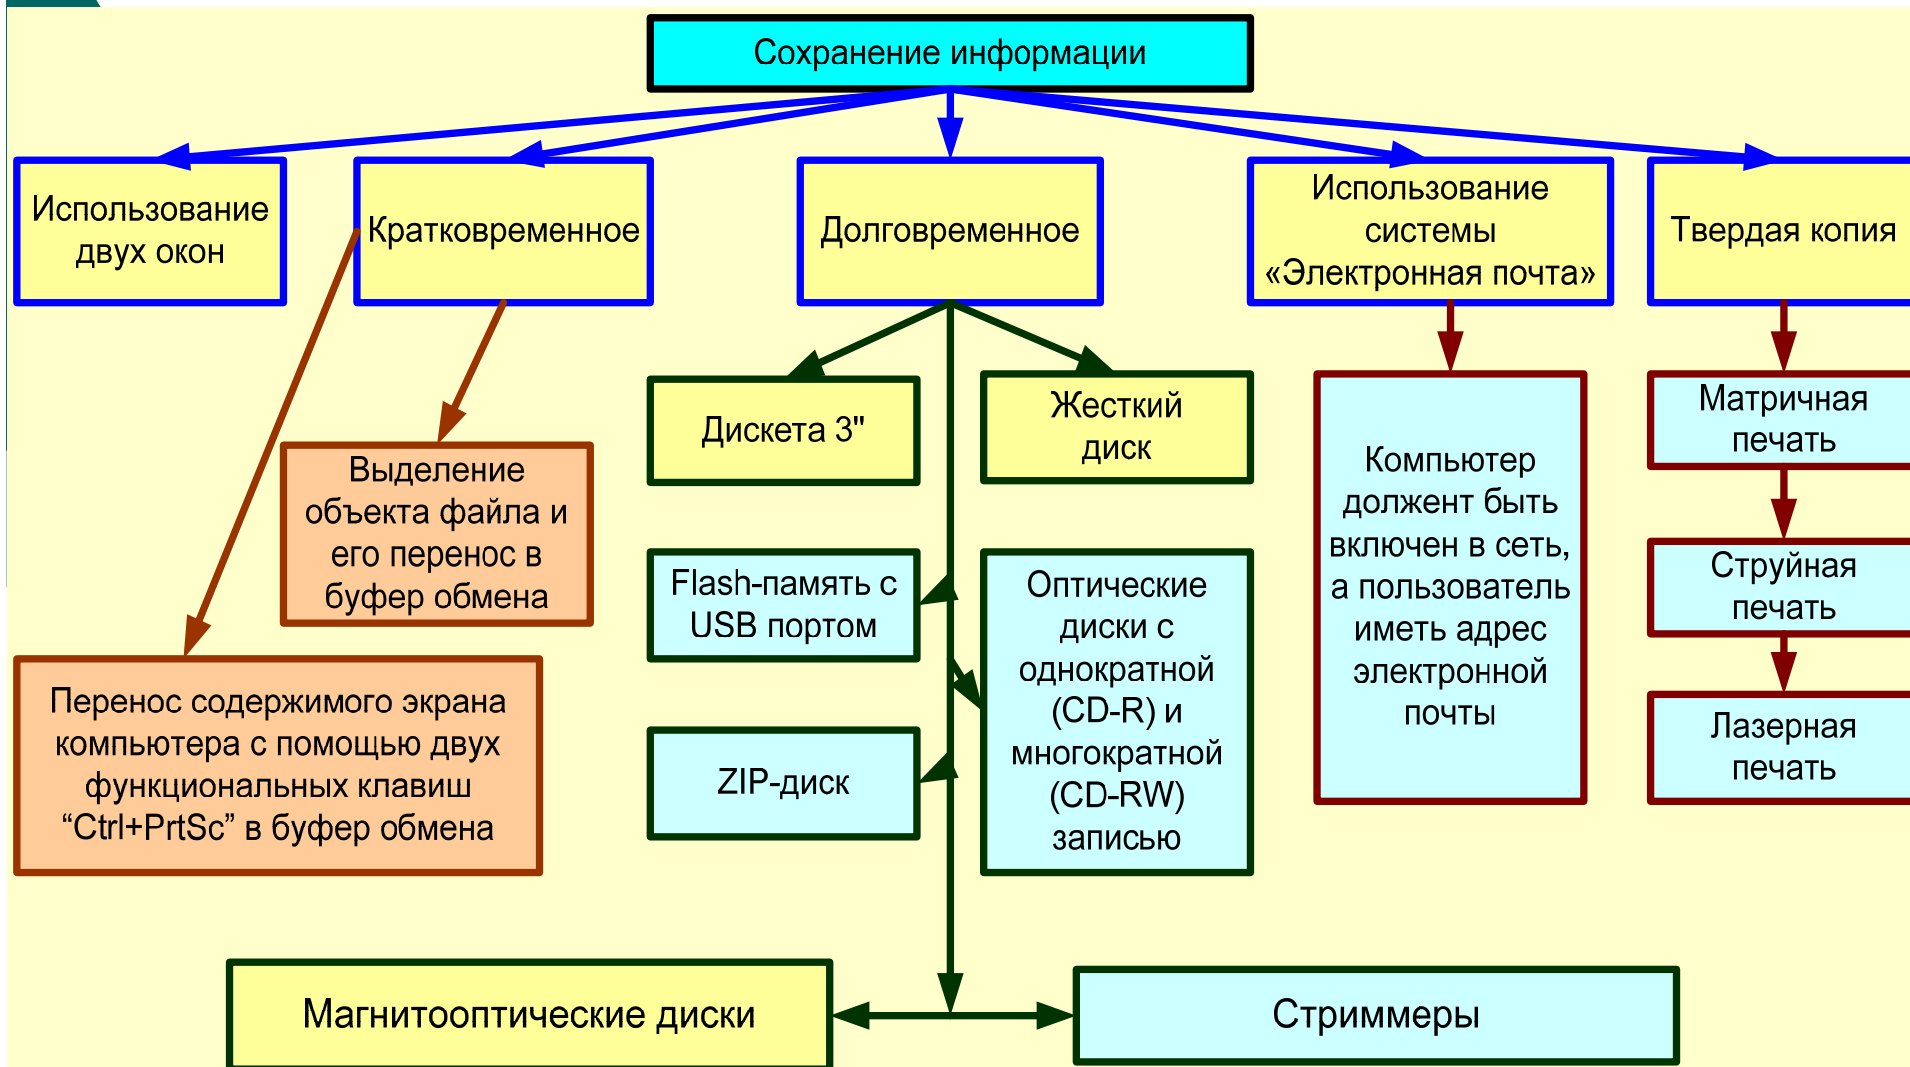 Сохранение информации
Использование
двух окон
Кратковременное
Долговременное
Использование
системы
«Электронная почта»
Твердая копия
Дискета 3"
Жесткий
диск
Выделение
объекта файла и
его перенос в
буфер обмена
Компьютер
должент быть
включен в сеть,
а пользователь
иметь адрес
электронной
почты
Матричная
печать
Flash-память с
USB портом
Оптические
диски с
однократной
(CD-R) и
многократной
(CD-RW)
записью
Струйная
печать
Перенос содержимого экрана
компьютера с помощью двух
функциональных клавиш
“Ctrl+PrtSc” в буфер обмена
ZIP-диск
Лазерная
печать
Магнитооптические диски
Стриммеры